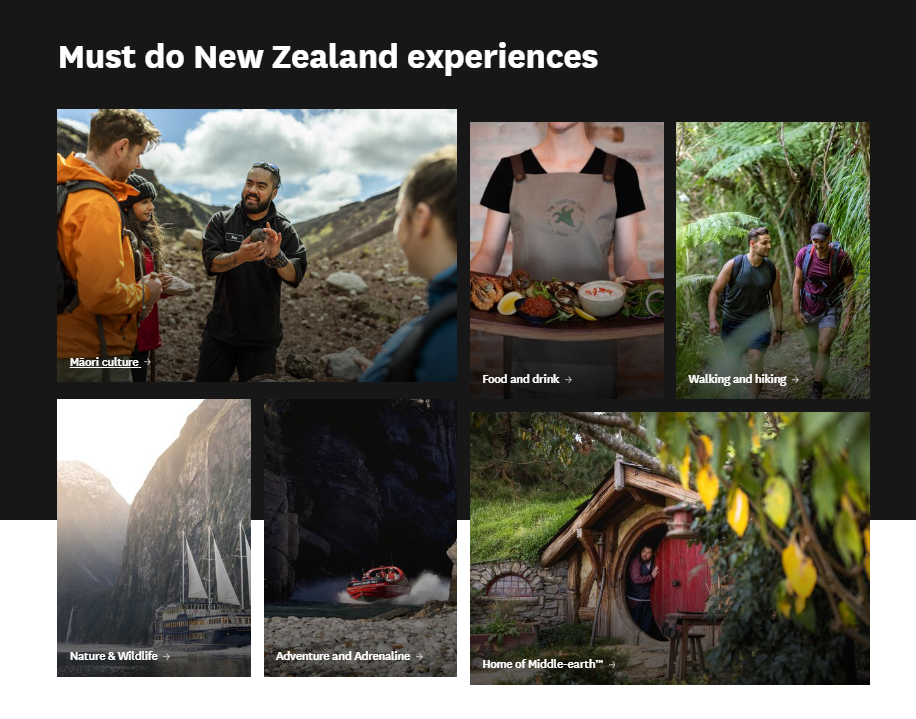 Must do New Zealand experiences
Māori culture →
Food and drink →
Walking and hiking →
Nature & Wildlife →
Adventure and Adrenaline →
Home of Middle-earth™ →